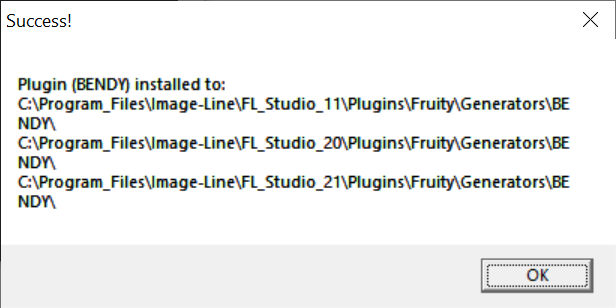 Success!
Plugin (BENDY) installed to:
C:\Program_Files\Image-Line\FL_Studio_11\Plugins\Fruity\Generators\BE
NDY\
C:\Program_Files\Image-Line\FL_Studio_20\Plugins\Fruity\Generators\BE
NDY\
C:\Program_Files\Image-Line\FL_Studio_21\Plugins\Fruity\Generators\BE
NDY\
OK